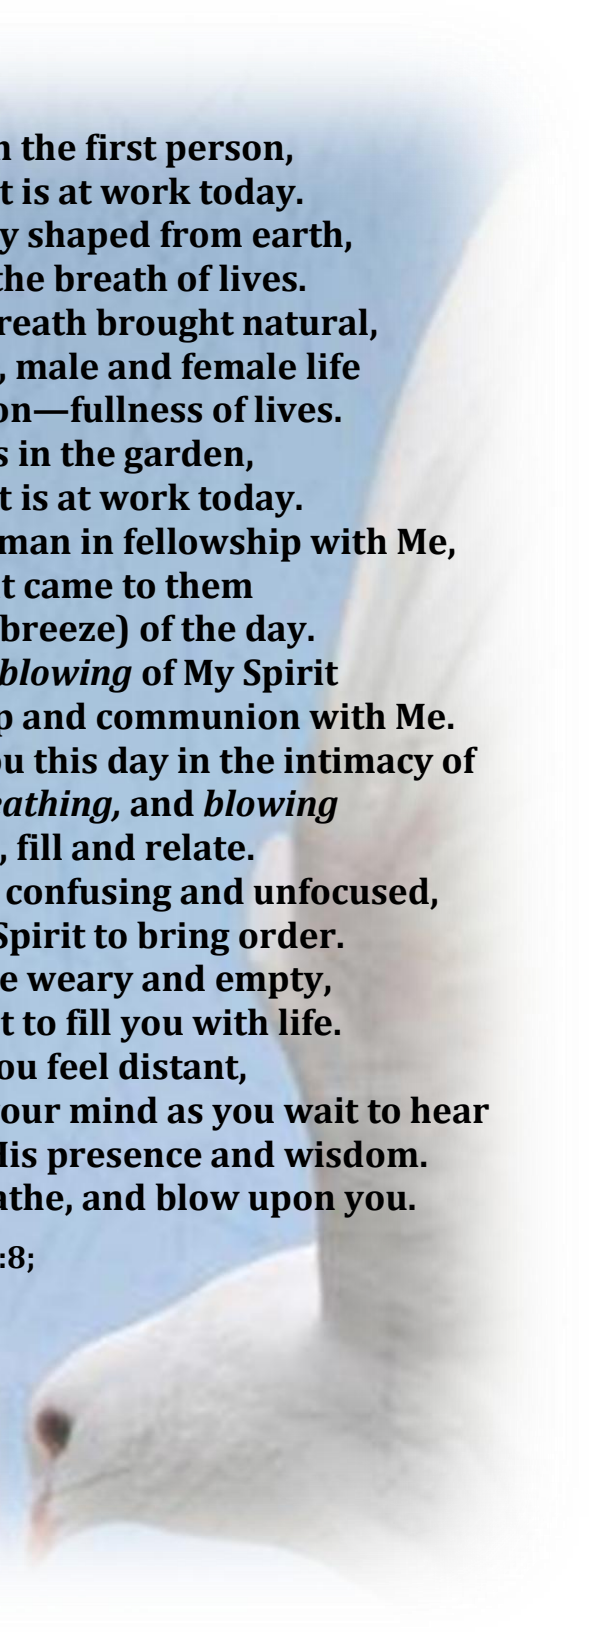 the first person,
t is at work today.
y shaped from earth,
the breath of lives.
reath brought natural,
, male and female life
on—fullness of lives.
s in the garden,
t is at work today.
man in fellowship with Me,
t came to them
breeze) of the day.
blowing of My Spirit
p and communion with Me.
ou this day in the intimacy of
eathing, and blowing
, fill and relate.
confusing and unfocused,
Spirit to bring order.
e weary and empty,
t to fill you with life.
ou feel distant,
our mind as you wait to hear
His presence and wisdom.
athe, and blow upon you.
:8;